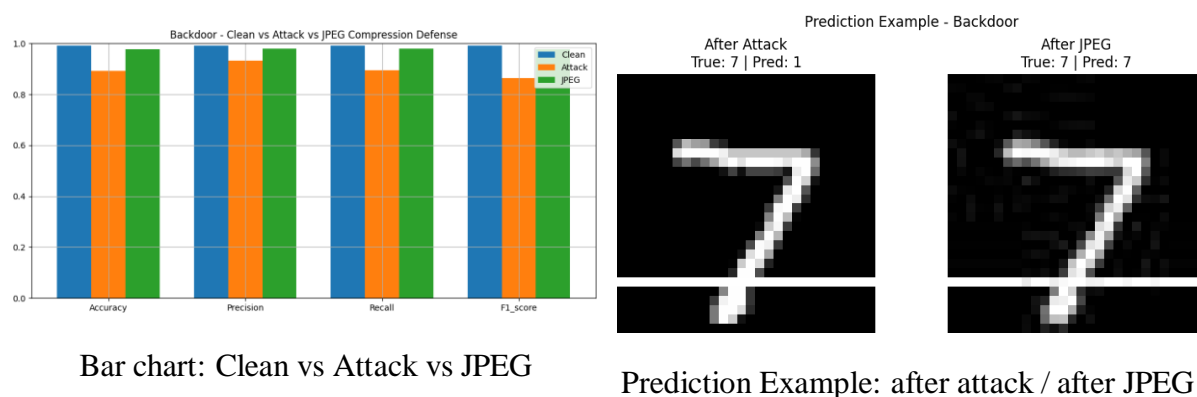 Backdoor - Clean vs Attack vs JPEG Compression Defense
1.0
0.8
0.6
0.4
0.2
0.0
Clean
Attack
JPEG
Accuracy Precision Recall F1_score
Bar chart: Clean vs Attack vs JPEG
Prediction Example - Backdoor
After Attack
True: 7 | Pred: 1
After JPEG
True: 7 | Pred: 7
7
7
Prediction Example: after attack / after JPEG